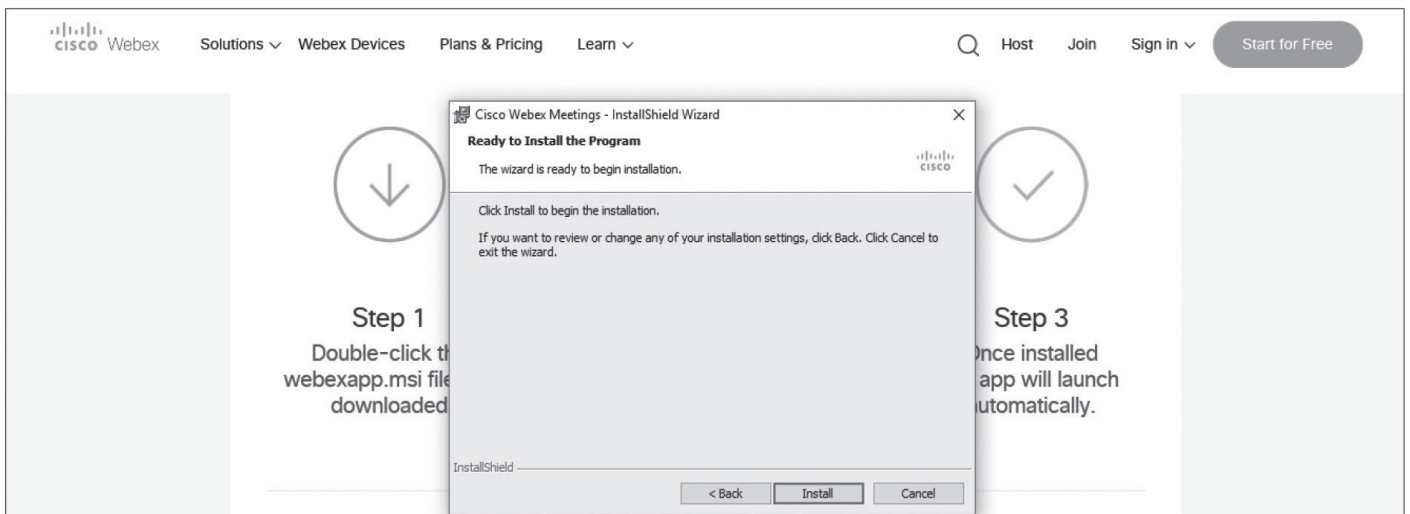 CISCO Webex
Solutions Webex Devices Plans & Pricing Learn Host Join Sign in Start for Free
Cisco Webex Meetings - InstallShield Wizard
Ready to Install the Program
The wizard is ready to begin installation.
CISCO
Click Install to begin the installation.
If you want to review or change any of your installation settings, click Back. Click Cancel to
exit the wizard.
Step 1
Double-click
webexapp.msi file
downloaded
Step 3
installed
app will launch
automatically.
InstallShield
< Back Install Cancel